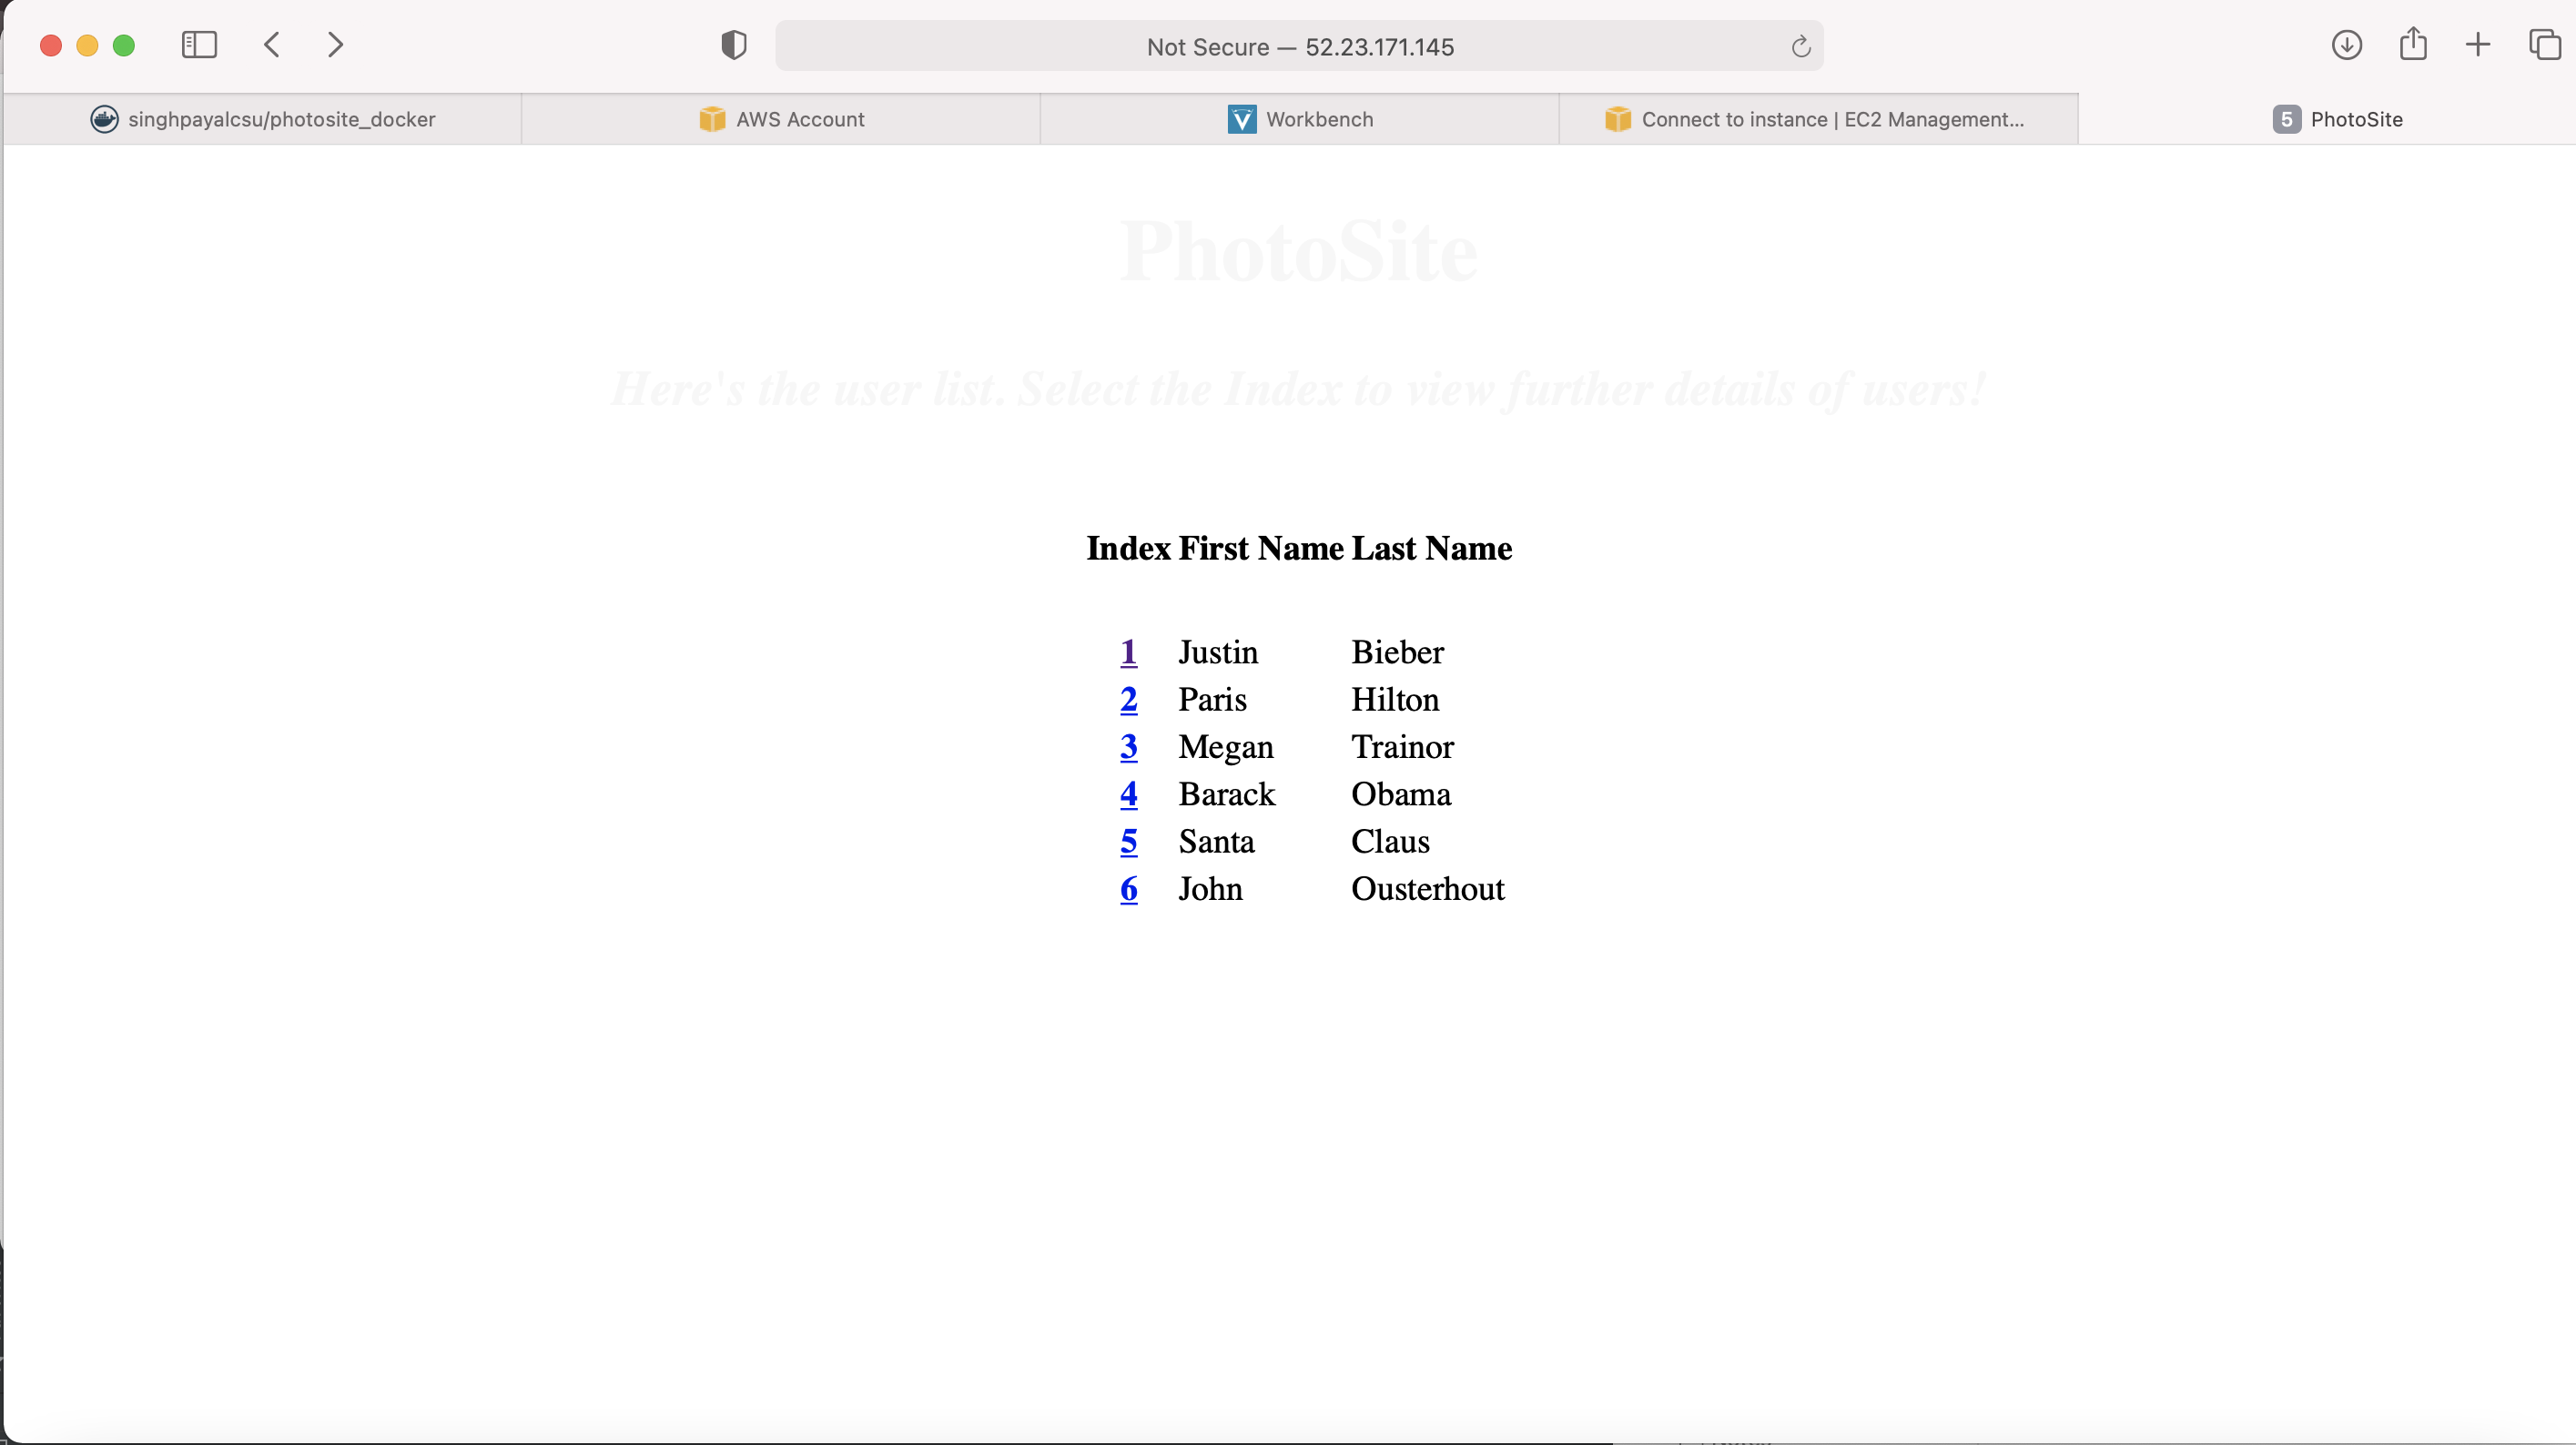 Not Secure — 52.23.171.145
singhpayalcsu/photosite_docker AWS Account Workbench Connect to instance | EC2 Management... 5 PhotoSite
PhotoSite
Here's the user list. Select the Index to view further details of users!
Index First Name Last Name
1 Justin Bieber
2 Paris Hilton
3 Megan Trainor
4 Barack Obama
5 Santa Claus
6 John Ousterhout